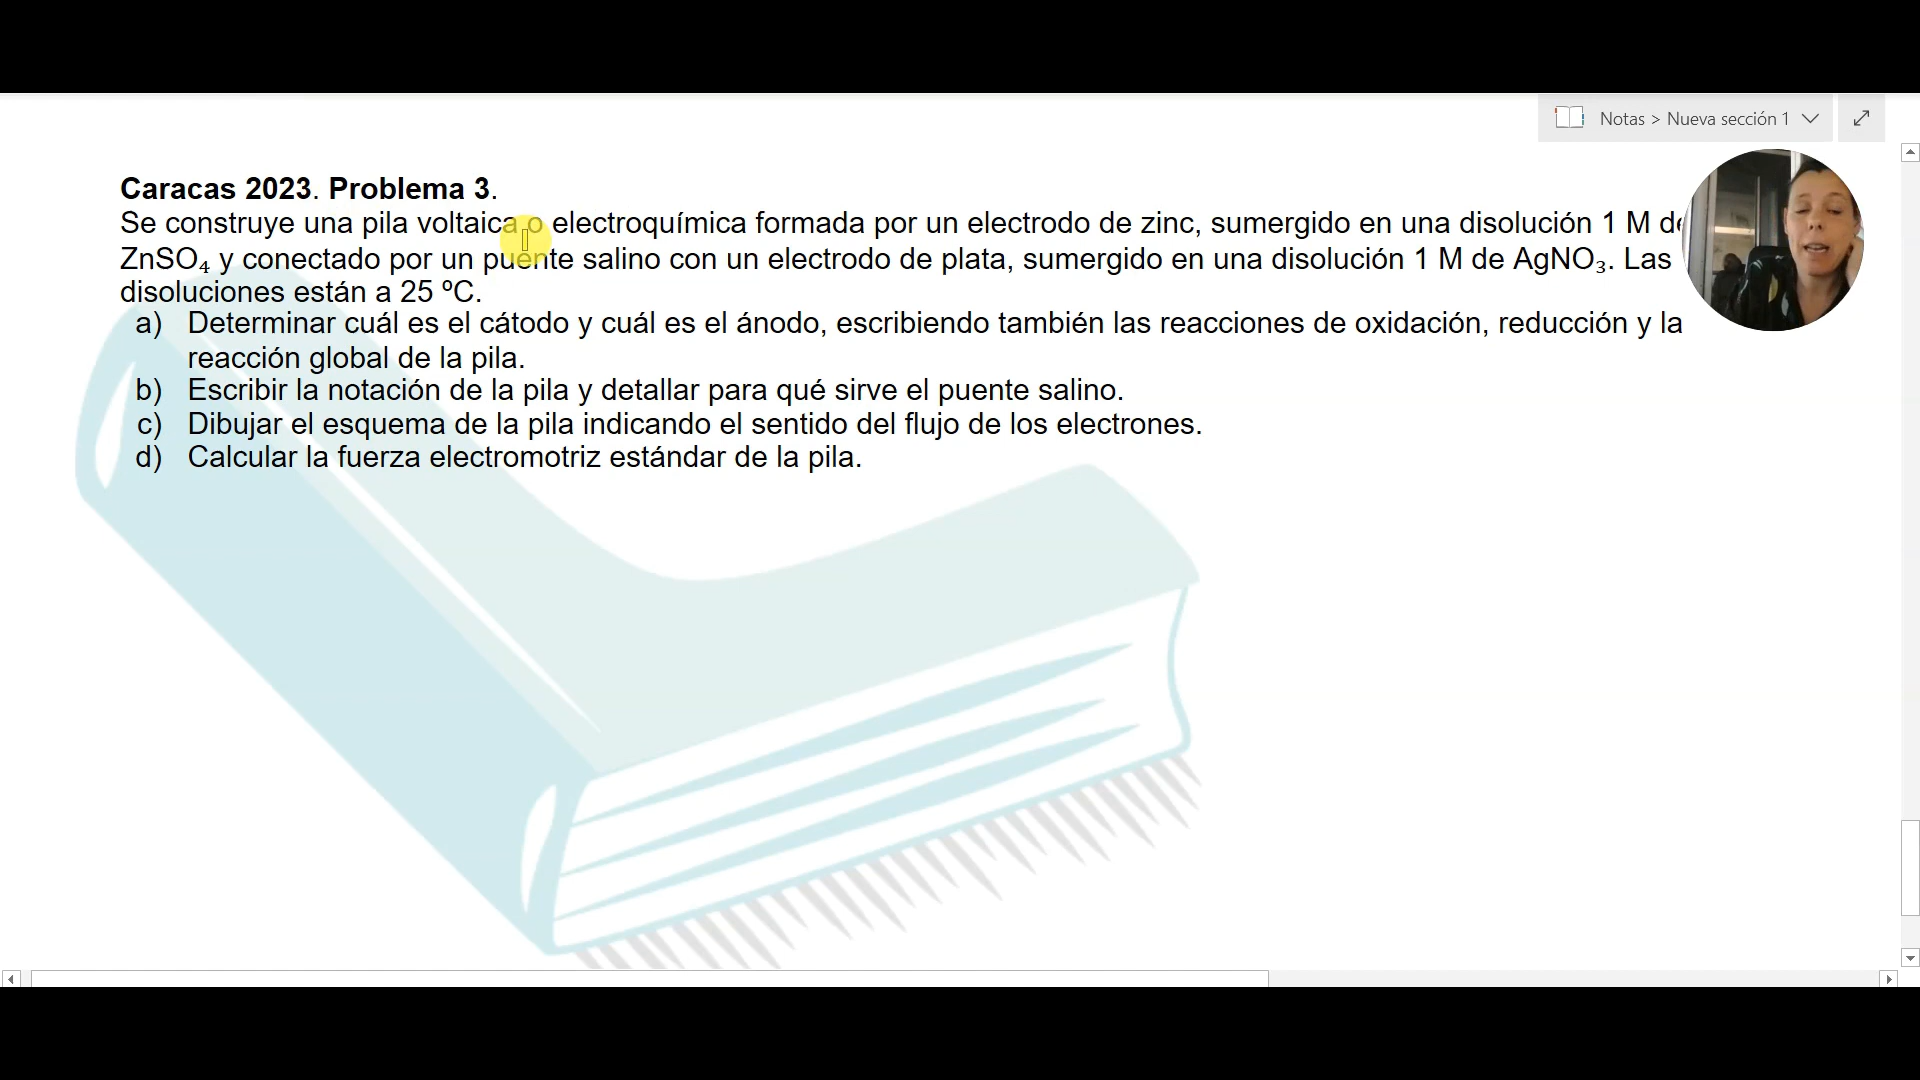 Notas > Nueva sección 1
Caracas 2023. Problema 3.
Se construye una pila voltaica o electroquímica formada por un electrodo de zinc, sumergido en una disolución 1 M de
ZnSO₄ y conectado por un puente salino con un electrodo de plata, sumergido en una disolución 1 M de AgNO₃. Las
disoluciones están a 25 ºC.
a) Determinar cuál es el cátodo y cuál es el ánodo, escribiendo también las reacciones de oxidación, reducción y la
reacción global de la pila.
b) Escribir la notación de la pila y detallar para qué sirve el puente salino.
c) Dibujar el esquema de la pila indicando el sentido del flujo de los electrones.
d) Calcular la fuerza electromotriz estándar de la pila.